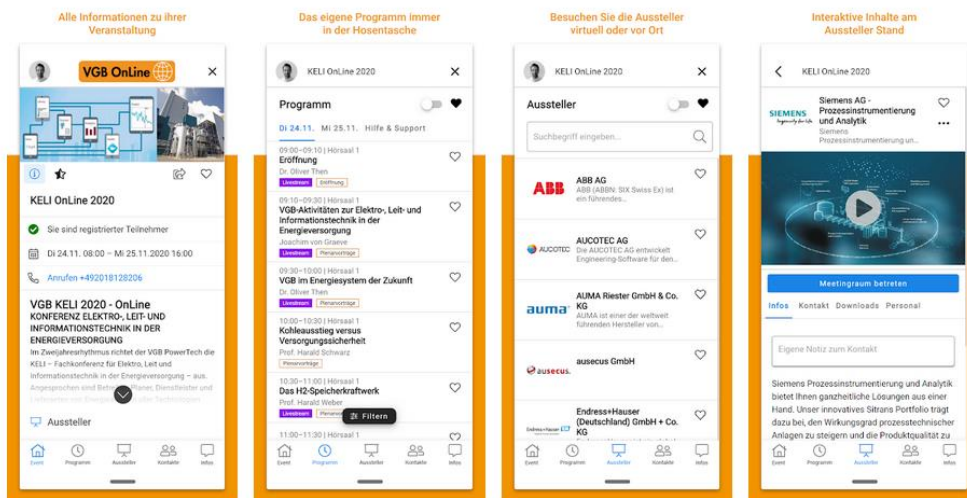 Alle Informationen zu ihrer
Veranstaltung
VGB OnLine
KELI OnLine 2020
Sie sind registrierter Teilnehmer
Di 24.11. 08:00 – Mi 25.11.2020 16:00
Anrufen +492018128206
VGB KELI 2020 - OnLine
KONFERENZ ELEKTRO-, LEIT- UND
INFORMATIONSTECHNIK IN DER
ENERGIEVERSORGUNG
Im Zweijahresrhythmus richtet der VGB PowerTech die
KELI – Fachkonferenz für Elektro, Leit und
Informationstechnik in der Energieversorgung – aus.
Angesprochen sind Planer, Dienstleister und
Aussteller
Event
Programm
Aussteller
Kontakte
Infos
Das eigene Programm immer
in der Hosentasche
KELI OnLine 2020
Programm
Di 24.11. Mi 25.11. Hilfe & Support
09:00–09:10 | Hörsaal 1
Eröffnung
Dr. Oliver Then
Livestream Eröffnung
09:10–09:30 | Hörsaal 1
VGB-Aktivitäten zur Elektro-, Leit- und
Informationstechnik in der
Energieversorgung
Joachim von Graeve
Livestream Plenarvorträge
09:30–10:00 | Hörsaal 1
VGB im Energiesystem der Zukunft
Dr. Oliver Then
Livestream Plenarvorträge
10:00–10:30 | Hörsaal 1
Kohleausstieg versus
Versorgungssicherheit
Prof. Harald Schwarz
Plenarvorträge
10:30–11:00 | Hörsaal 1
Das H2-Speicherkraftwerk
Prof. Harald Weber
Livestream
Filtern
11:00–11:30 | Hörsaal 1
Event
Programm
Aussteller
Kontakte
Infos
Besuchen Sie die Aussteller
virtuell oder vor Ort
KELI OnLine 2020
Aussteller
Suchbegriff eingeben...
ABB
ABB AG
ABB (ABBN: SIX Swiss Ex) ist
ein führendes...
AUCOTEC
AUCOTEC AG
Die AUCOTEC AG entwickelt
Engineering-Software für den...
auma
AUMA Riester GmbH & Co.
KG
AUMA ist einer der weltweit
führenden Hersteller von...
ausecus.
ausecus GmbH
Endress+Hauser
Endress+Hauser
(Deutschland) GmbH + Co.
KG
Event
Programm
Aussteller
Kontakte
Infos
Interaktive Inhalte am
Aussteller Stand
KELI OnLine 2020
SIEMENS
Ingenuity for life
Siemens AG -
Prozessinstrumentierung
und Analytik
Siemens
Prozessinstrumentierung un...
Meetingraum betreten
Infos Kontakt Downloads Personal
Eigene Notiz zum Kontakt
Siemens Prozessinstrumentierung und Analytik
bietet Ihnen ganzheitliche Lösungen aus einer
Hand. Unser innovatives Sitrans Portfolio trägt
dazu bei, den Wirkungsgrad prozesstechnischer
Anlagen zu steigern und die Produktqualität zu
Event
Programm
Aussteller
Kontakte
Infos